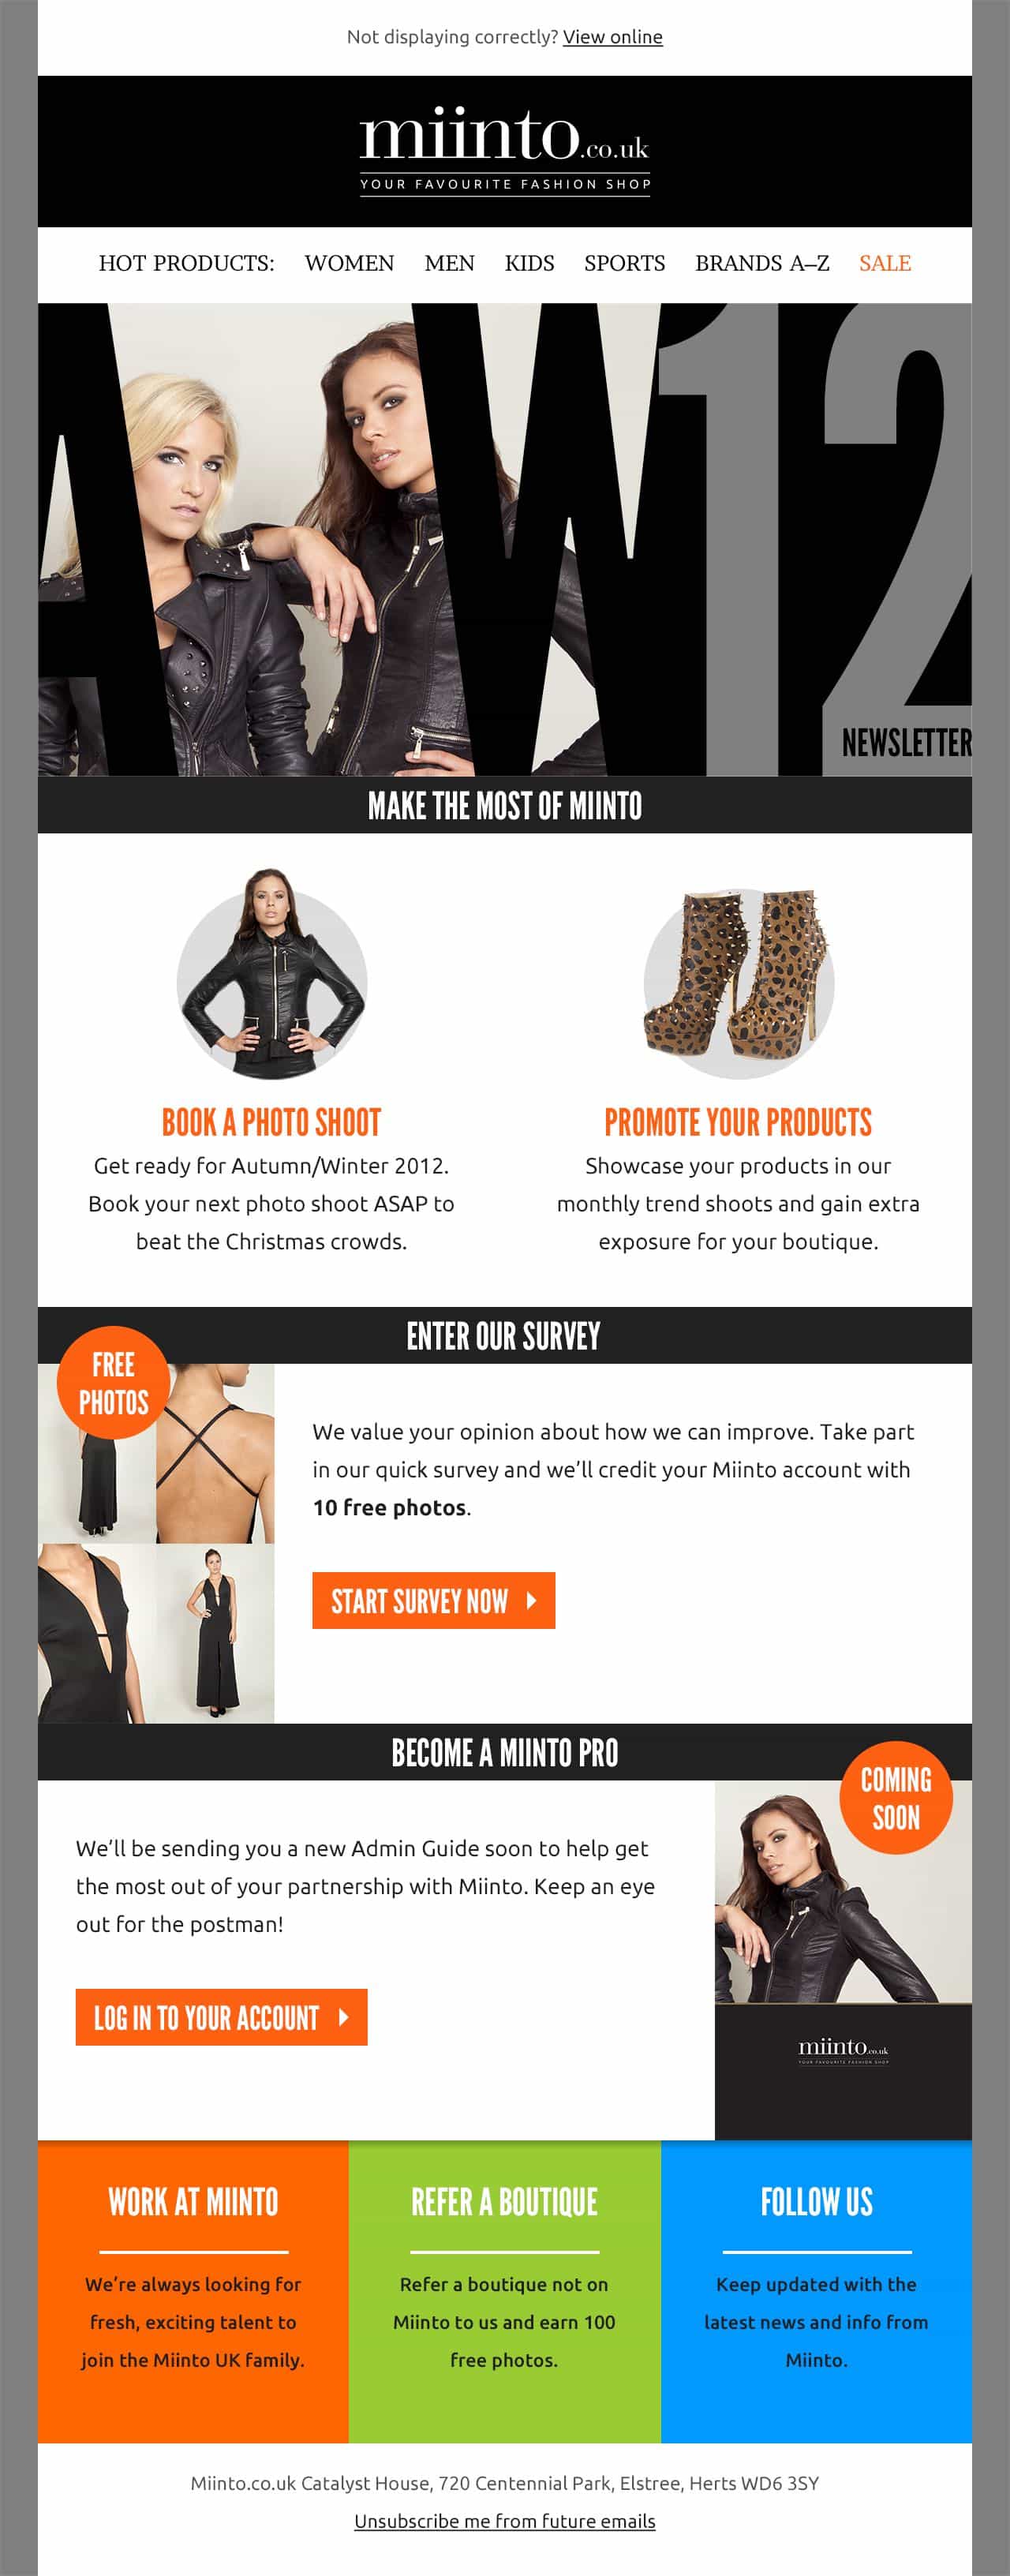 Not displaying correctly? View online
miinto.co.uk
YOUR FAVOURITE FASHION SHOP
HOT PRODUCTS: WOMEN MEN KIDS SPORTS BRANDS A–Z SALE
AW12
NEWSLETTER
MAKE THE MOST OF MIINTO
BOOK A PHOTO SHOOT
Get ready for Autumn/Winter 2012.
Book your next photo shoot ASAP to
beat the Christmas crowds.
PROMOTE YOUR PRODUCTS
Showcase your products in our
monthly trend shoots and gain extra
exposure for your boutique.
ENTER OUR SURVEY
FREE
PHOTOS
We value your opinion about how we can improve. Take part
in our quick survey and we’ll credit your Miinto account with
10 free photos.
START SURVEY NOW
BECOME A MIINTO PRO
COMING
SOON
We’ll be sending you a new Admin Guide soon to help get
the most out of your partnership with Miinto. Keep an eye
out for the postman!
LOG IN TO YOUR ACCOUNT
miinto.co.uk
YOUR FAVOURITE FASHION SHOP
WORK AT MIINTO
We’re always looking for
fresh, exciting talent to
join the Miinto UK family.
REFER A BOUTIQUE
Refer a boutique not on
Miinto to us and earn 100
free photos.
FOLLOW US
Keep updated with the
latest news and info from
Miinto.
Miinto.co.uk Catalyst House, 720 Centennial Park, Elstree, Herts WD6 3SY
Unsubscribe me from future emails